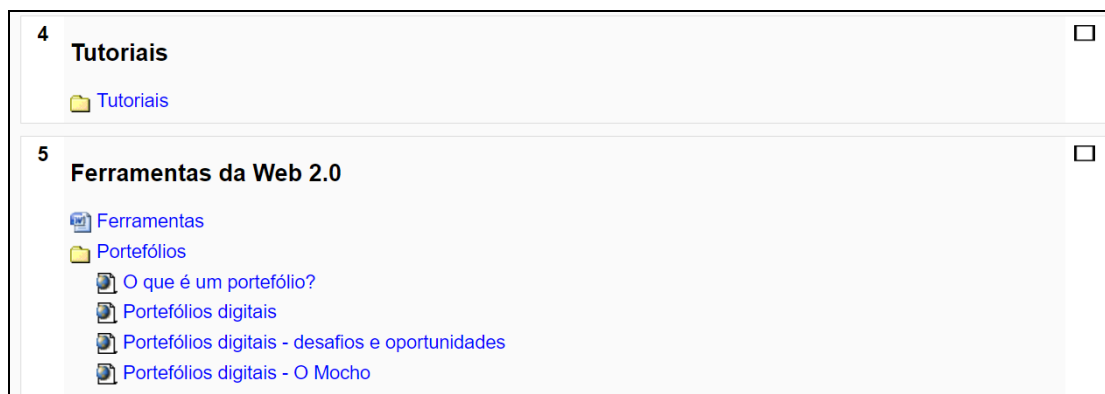 4
Tutoriais
Tutoriais
5
Ferramentas da Web 2.0
Ferramentas
Portefólios
O que é um portefólio?
Portefólios digitais
Portefólios digitais - desafios e oportunidades
Portefólios digitais - O Mocho